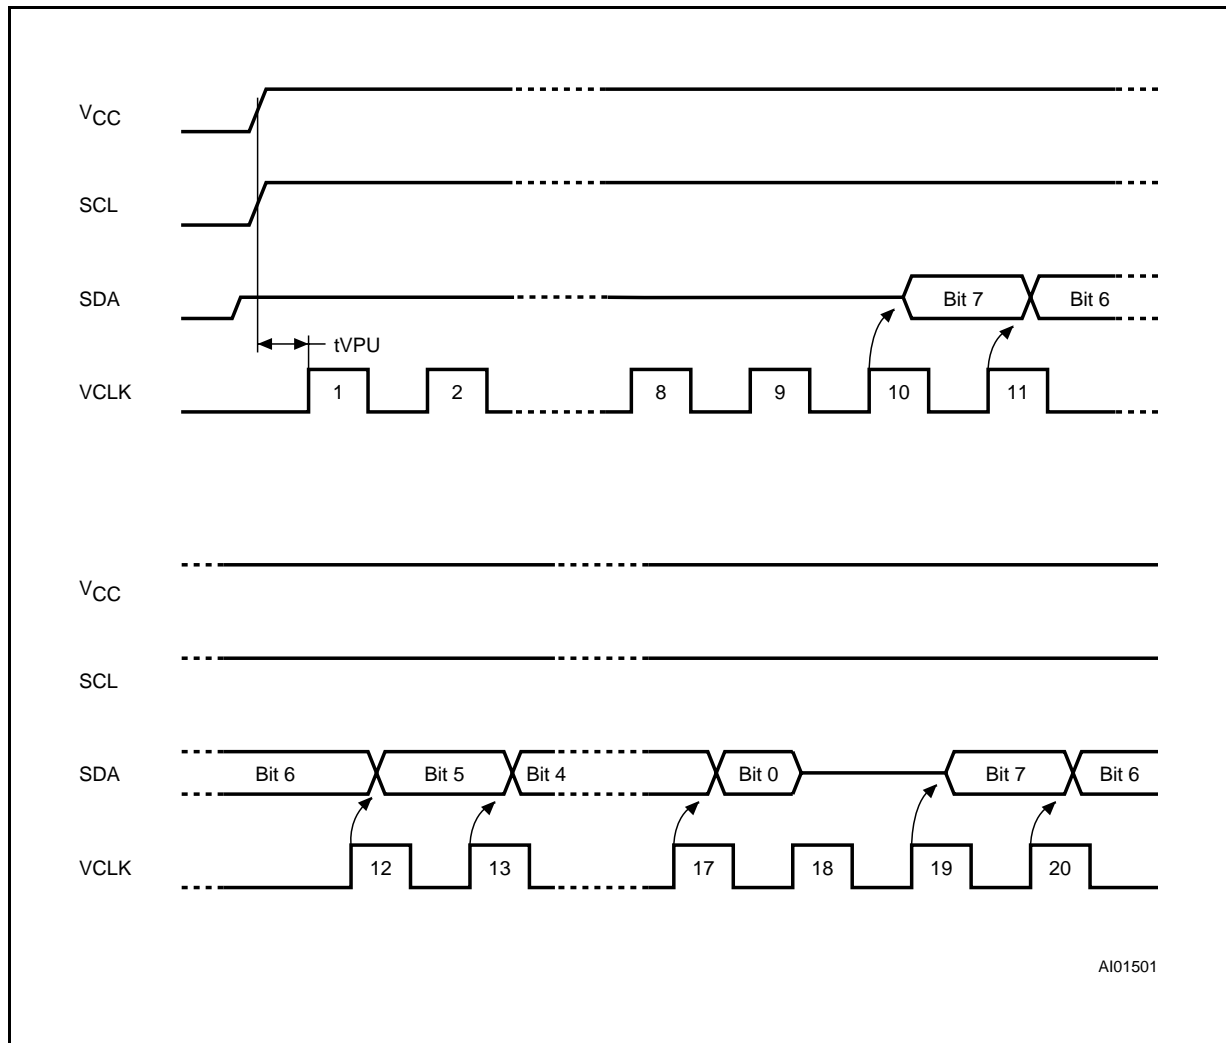 VCC
SCL
SDA Bit 7 Bit 6
tVPU
VCLK 1 2 8 9 10 11
VCC
SCL
SDA Bit 6 Bit 5 Bit 4 Bit 0 Bit 7 Bit 6
VCLK 12 13 17 18 19 20
AI01501